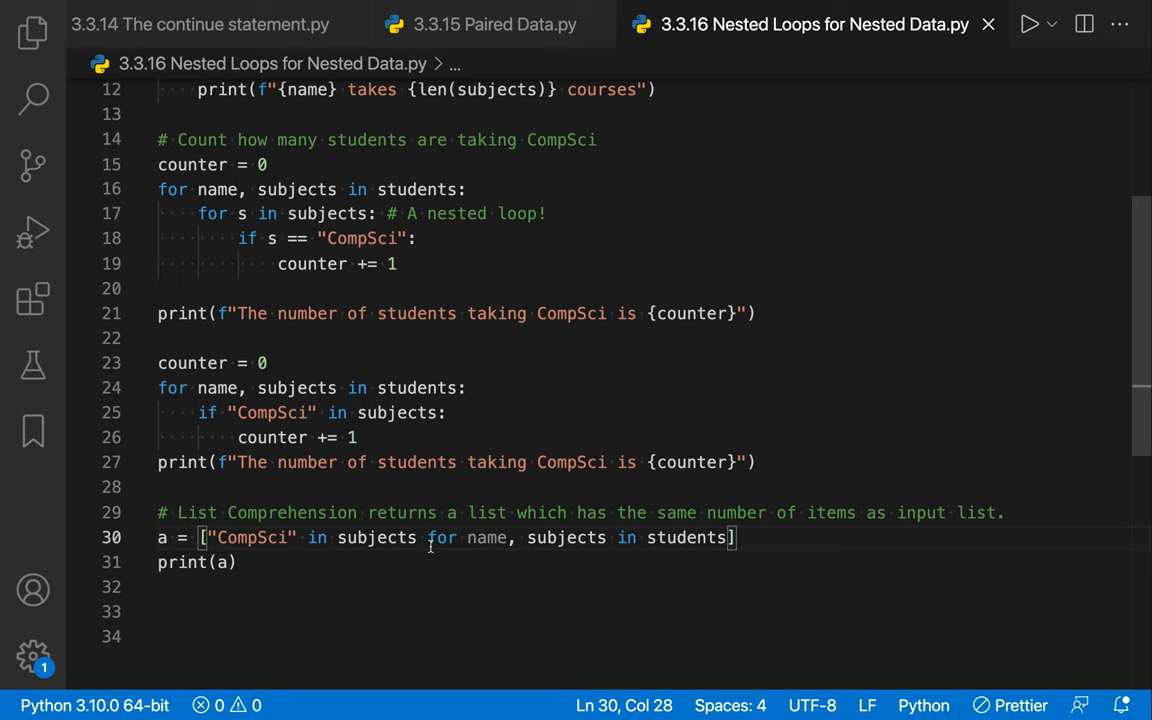 3.3.14 The continue statement.py
3.3.15 Paired Data.py
3.3.16 Nested Loops for Nested Data.py
3.3.16 Nested Loops for Nested Data.py > ...
12 print(f"{name} takes {len(subjects)} courses")
13
14 # Count how many students are taking CompSci
15 counter = 0
16 for name, subjects in students:
17     for s in subjects: # A nested loop!
18         if s == "CompSci":
19             counter += 1
20
21 print(f"The number of students taking CompSci is {counter}")
22
23 counter = 0
24 for name, subjects in students:
25     if "CompSci" in subjects:
26         counter += 1
27 print(f"The number of students taking CompSci is {counter}")
28
29 # List Comprehension returns a list which has the same number of items as input list.
30 a = ["CompSci" in subjects for name, subjects in students]
31 print(a)
32
33
34
1
Python 3.10.0 64-bit 0 0 Ln 30, Col 28 Spaces: 4 UTF-8 LF Python Prettier